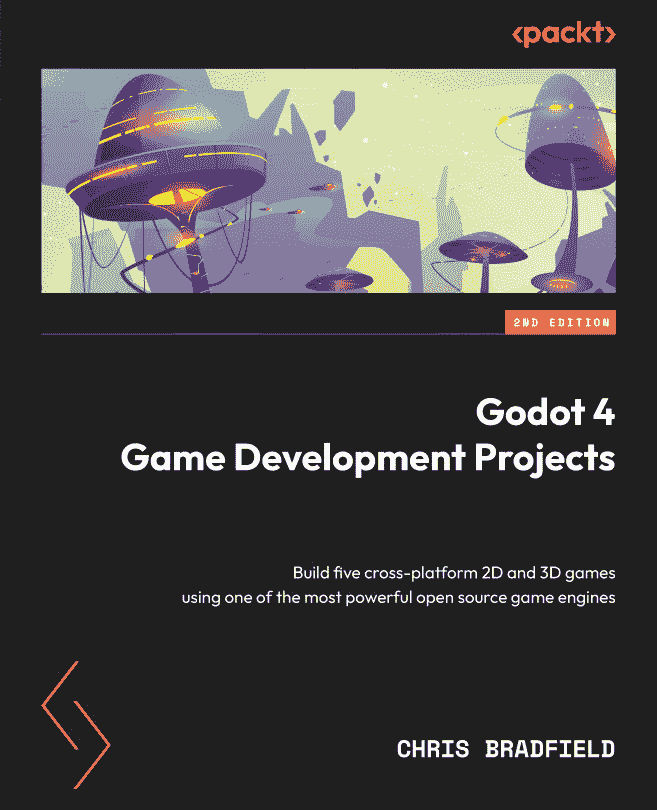 <packt>
2ND EDITION
Godot 4
Game Development Projects
Build five cross-platform 2D and 3D games
using one of the most powerful open source game engines
CHRIS BRADFIELD